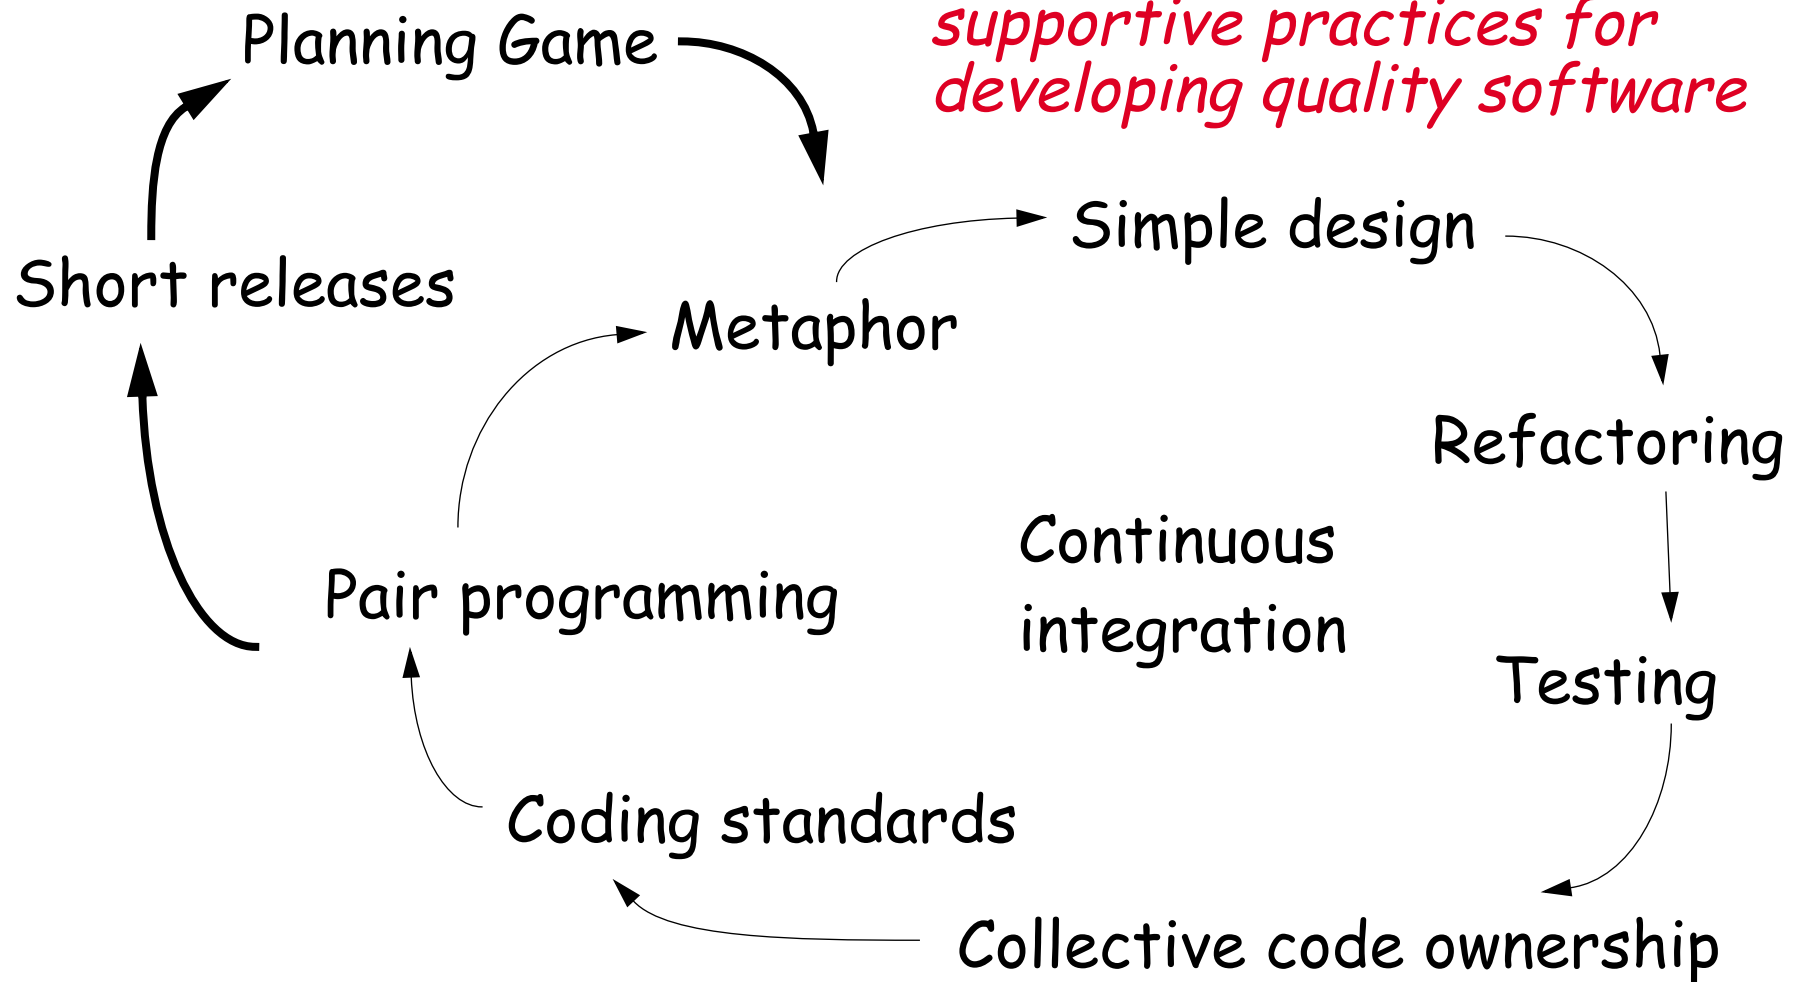 supportive practices for
developing quality software
Planning Game
Simple design
Short releases
Metaphor
Refactoring
Continuous
integration
Pair programming
Testing
Coding standards
Collective code ownership